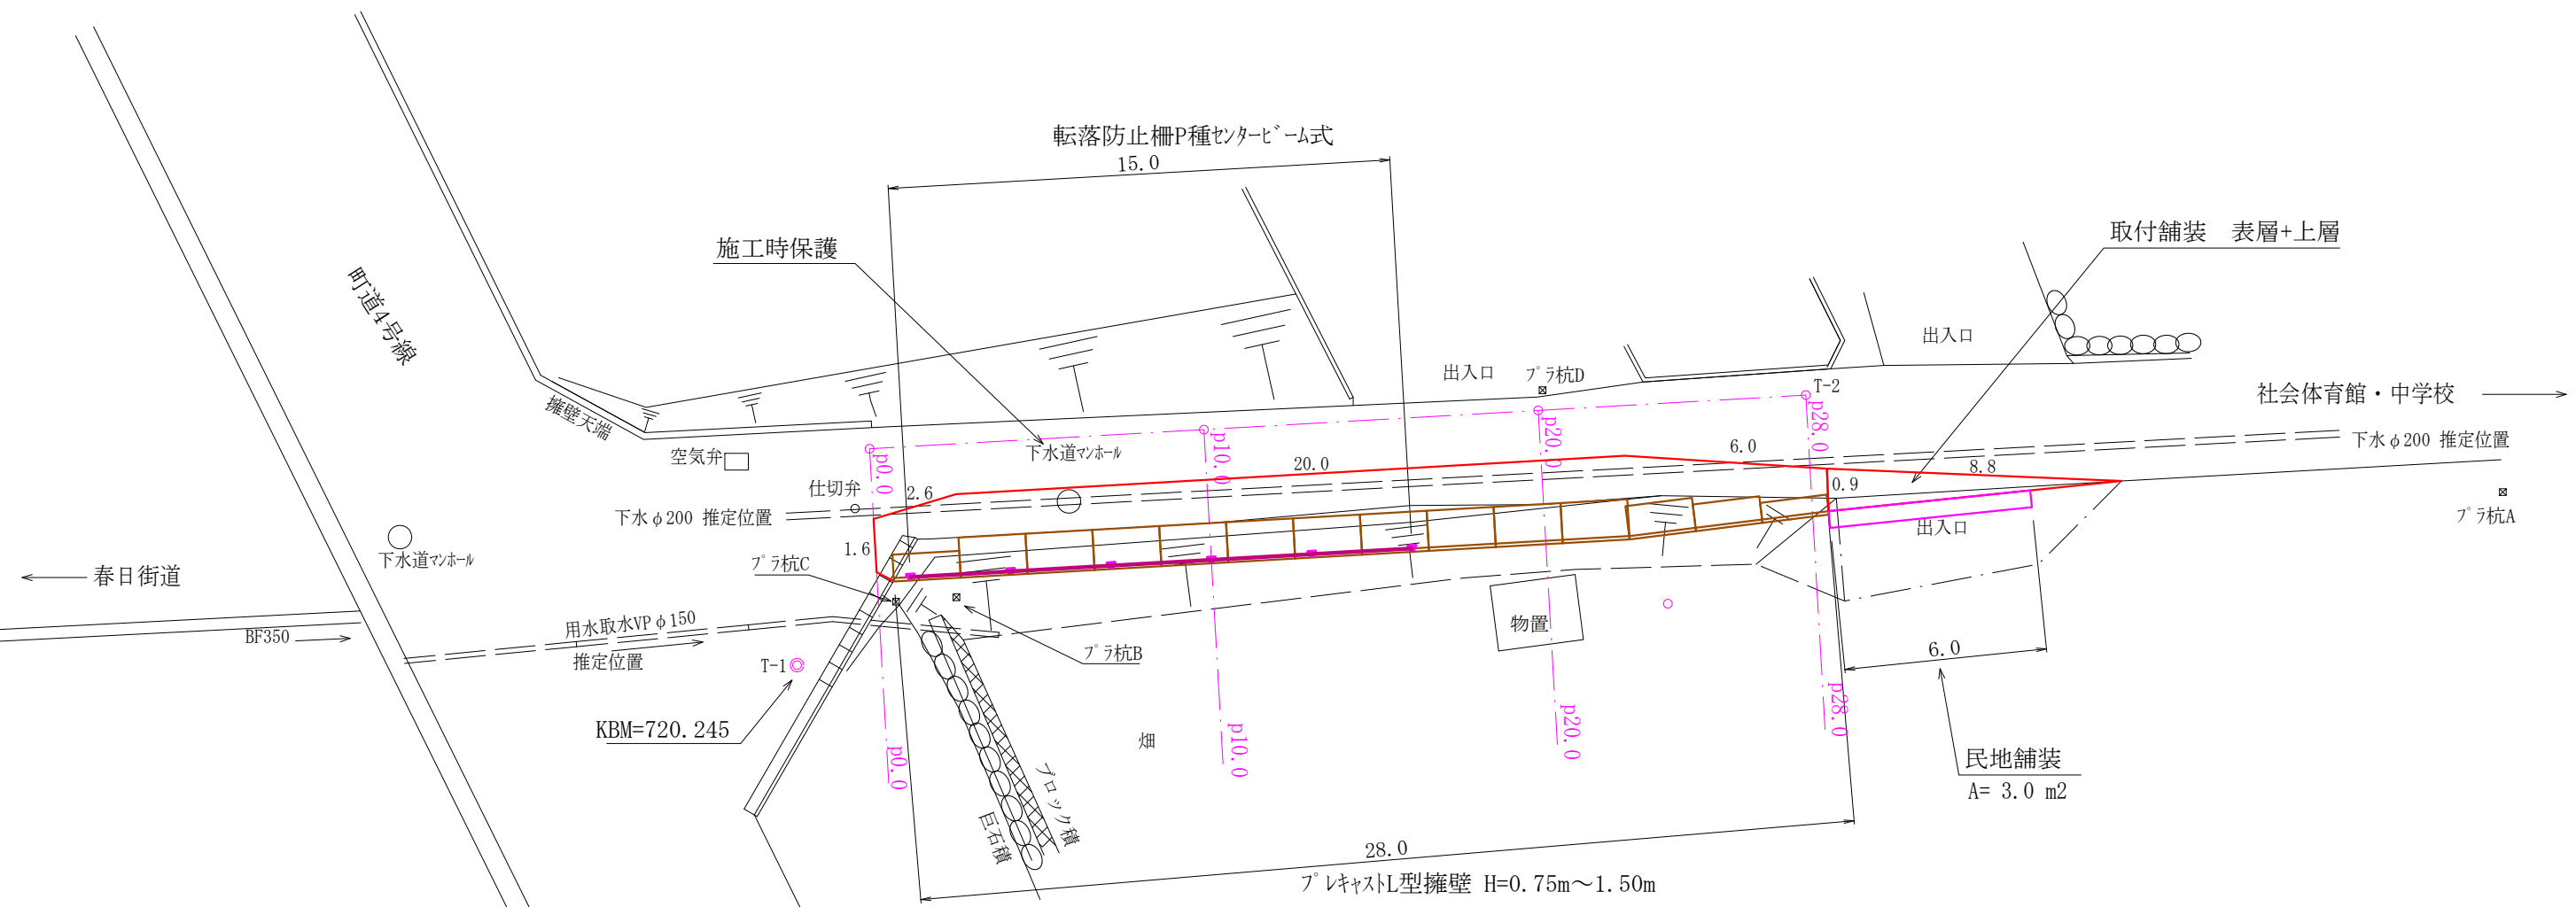 転落防止柵P種ｾﾝﾀｰﾋﾞｰﾑ式
15.0
施工時保護
取付舗装　表層+上層
町道4号線
出入口
出入口
ﾌﾟﾗ杭D
T-2
社会体育館・中学校
擁壁天端
空気弁
下水道ﾏﾝﾎｰﾙ
p0.0
p10.0
p20.0
p28.0
20.0
6.0
8.8
下水φ200 推定位置
仕切弁
2.6
0.9
下水φ200 推定位置
ﾌﾟﾗ杭A
出入口
1.6
下水道ﾏﾝﾎｰﾙ
ﾌﾟﾗ杭C
春日街道
BF350
用水取水VPφ150
推定位置
T-1
ﾌﾟﾗ杭B
物置
6.0
KBM=720.245
p0.0
p10.0
p20.0
p28.0
畑
民地舗装
A= 3.0 m2
ブロック積
巨石積
28.0
ﾌﾟﾚｷｬｽﾄL型擁壁 H=0.75m～1.50m